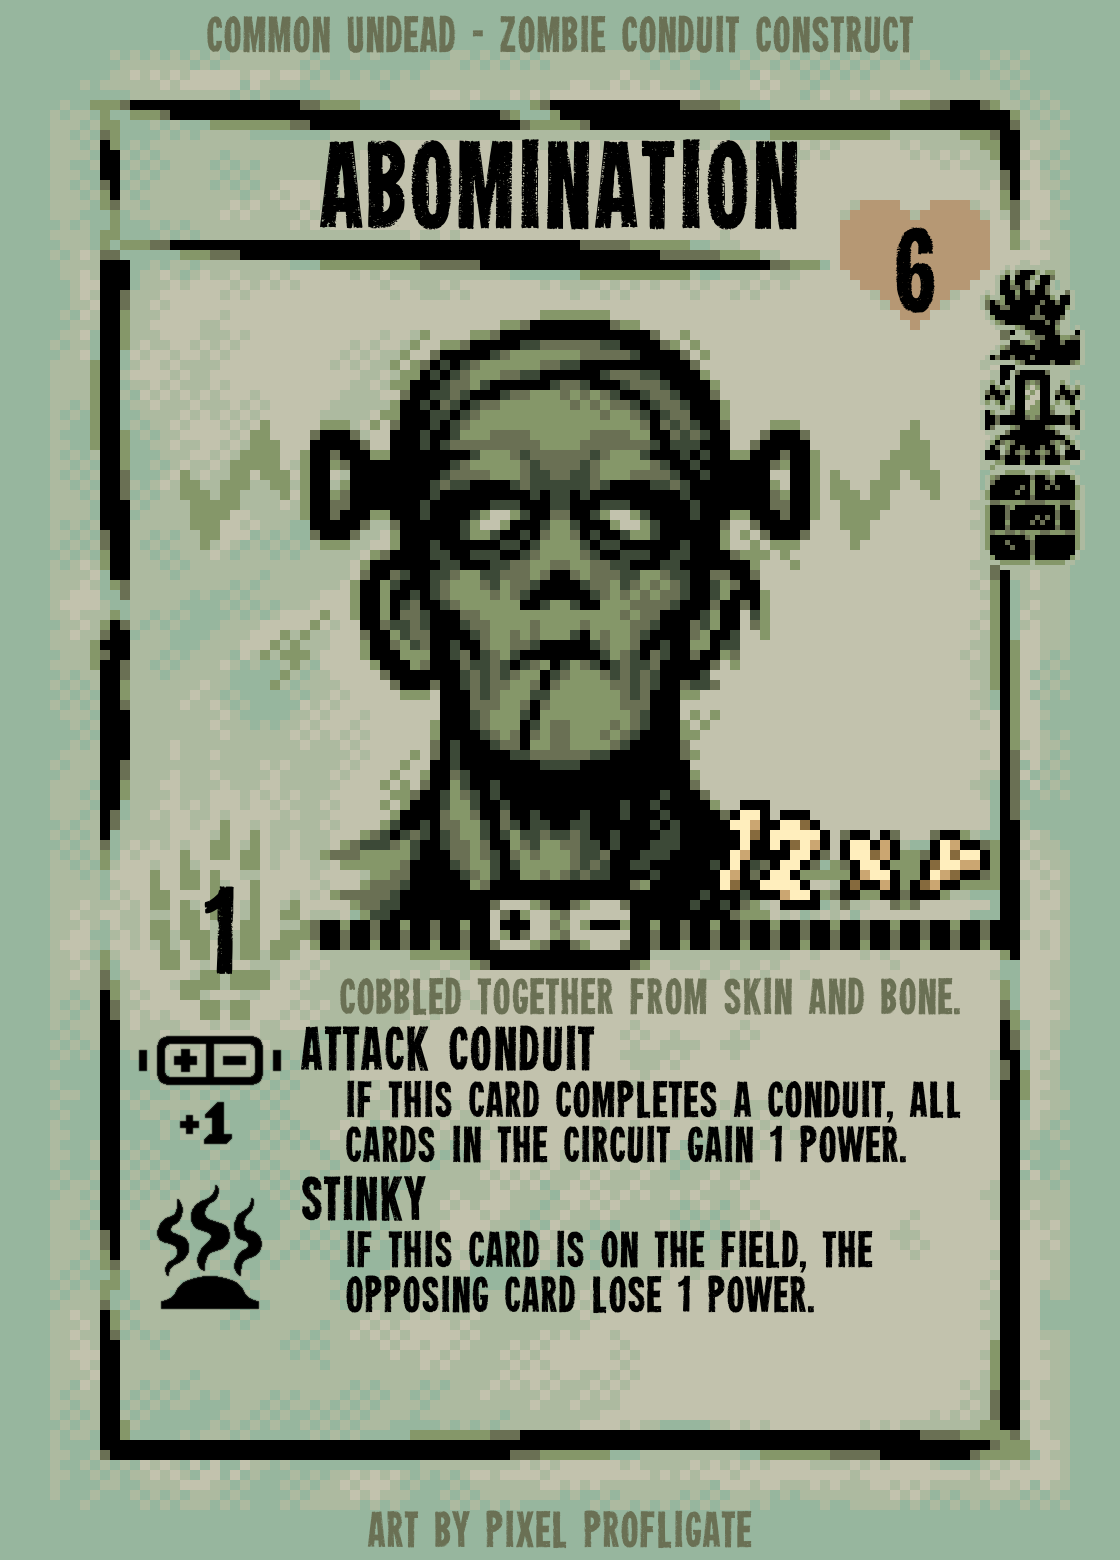 COMMON UNDEAD - ZOMBIE CONDUIT CONSTRUCT
ABOMINATION
6
12 XP
1
COBBLED TOGETHER FROM SKIN AND BONE.
ATTACK CONDUIT
+ -
IF THIS CARD COMPLETES A CONDUIT, ALL
CARDS IN THE CIRCUIT GAIN 1 POWER.
+1
STINKY
IF THIS CARD IS ON THE FIELD, THE
OPPOSING CARD LOSE 1 POWER.
ART BY PIXEL PROFLIGATE